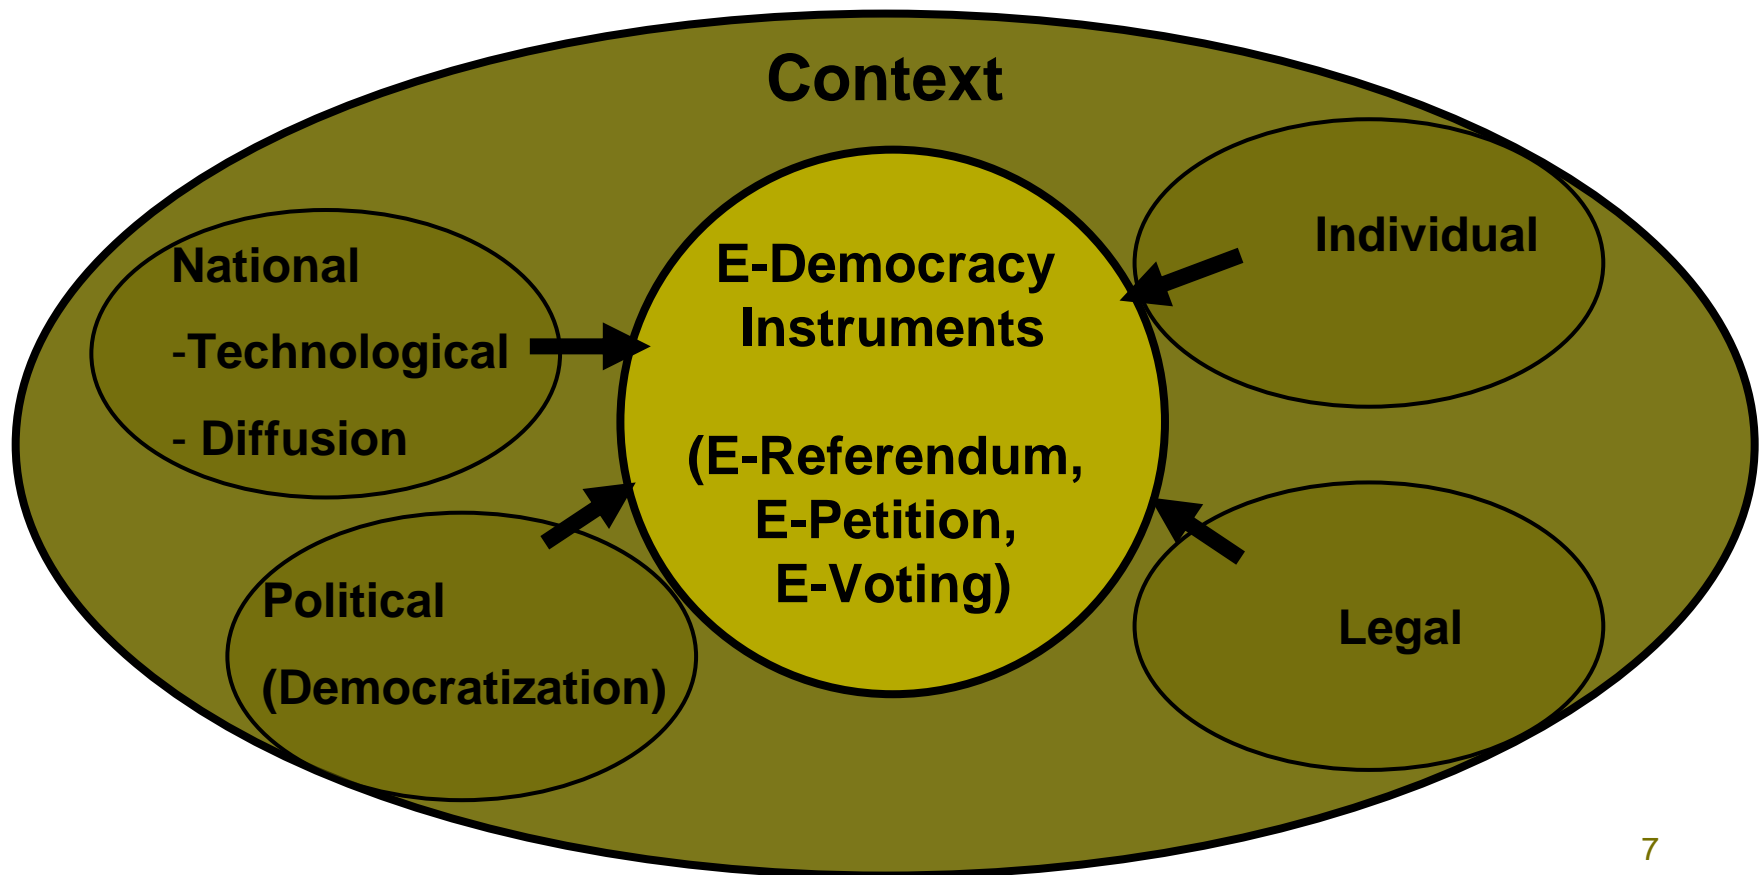 Context
National
-Technological
- Diffusion
Political
(Democratization)
E-Democracy
Instruments
(E-Referendum,
E-Petition,
E-Voting)
Individual
Legal
7